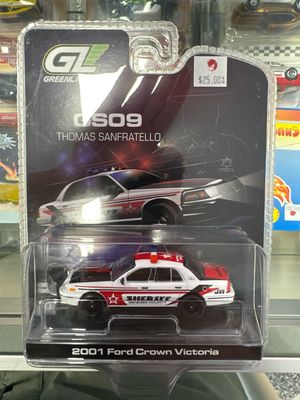 GL
GREENLIGHT
$25.00
GS09
THOMAS SANFRATELLO
SHERIFF
2001 Ford Crown Victoria